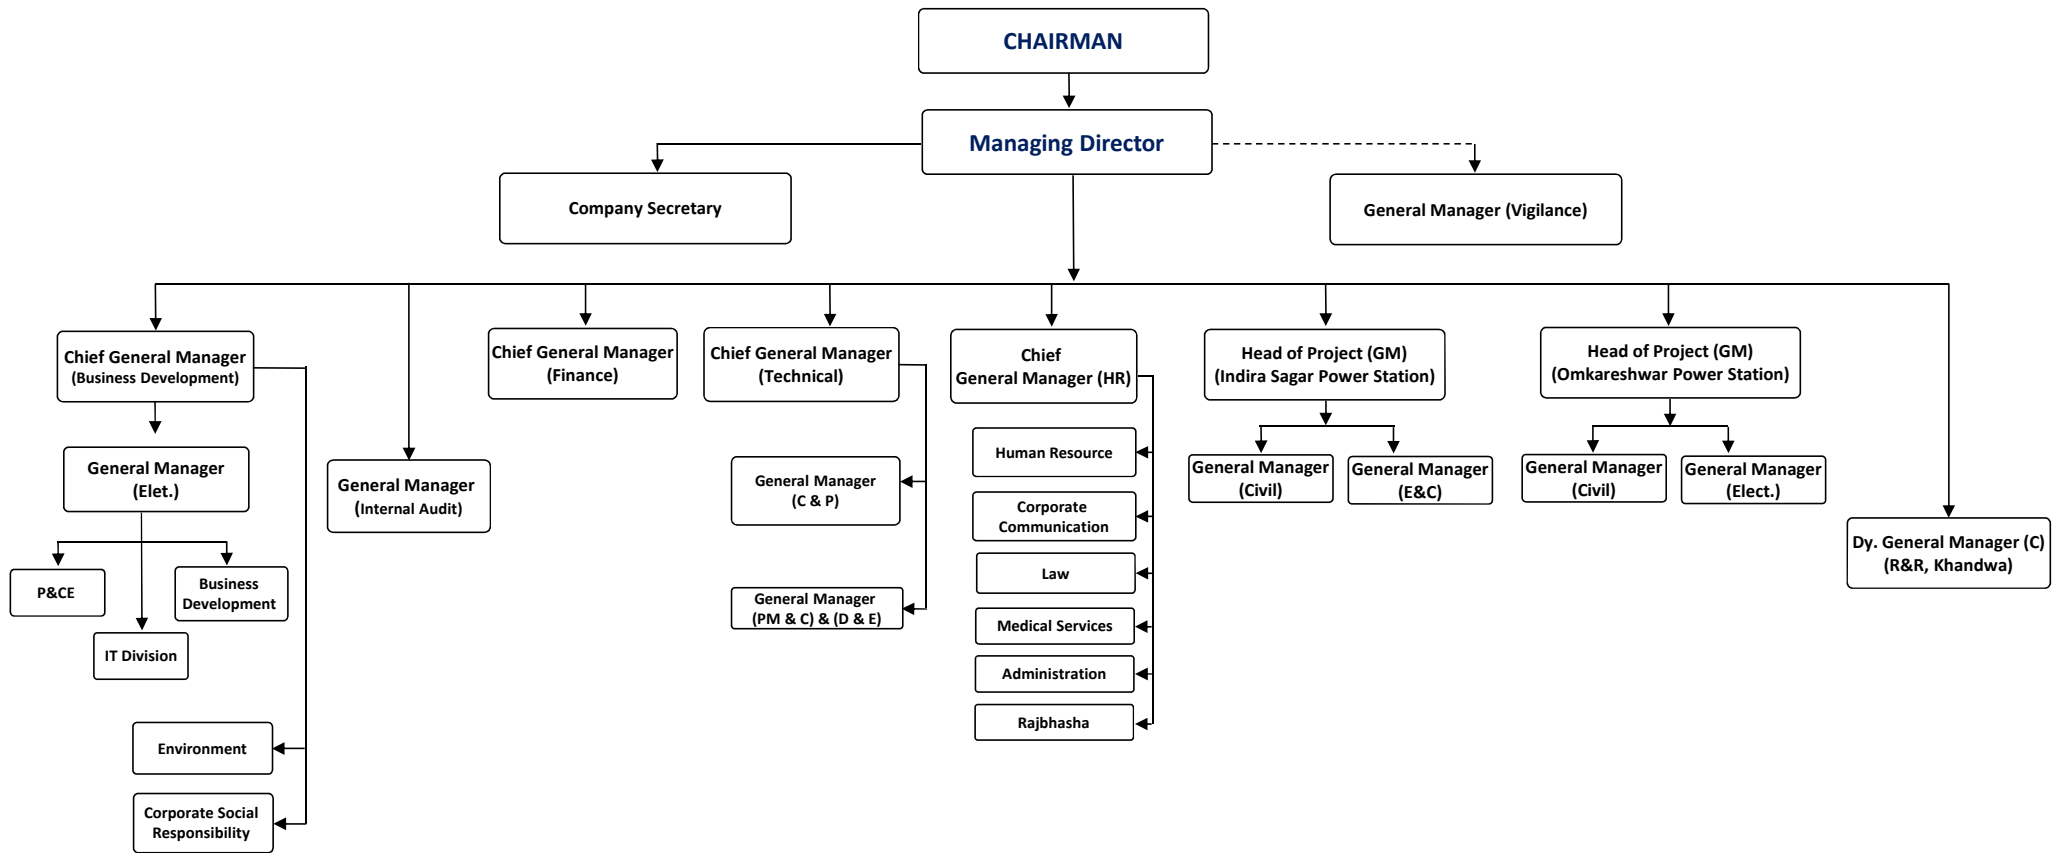 CHAIRMAN
Managing Director
Company Secretary
General Manager (Vigilance)
Chief General Manager
(Business Development)
Chief General Manager
(Finance)
Chief General Manager
(Technical)
Chief
General Manager (HR)
Head of Project (GM)
(Indira Sagar Power Station)
Head of Project (GM)
(Omkareshwar Power Station)
General Manager
(Elet.)
General Manager
(Internal Audit)
General Manager
(C & P)
Human Resource
General Manager
(Civil)
General Manager
(E&C)
General Manager
(Civil)
General Manager
(Elect.)
Corporate
Communication
Dy. General Manager (C)
(R&R, Khandwa)
P&CE
Business
Development
Law
General Manager
(PM & C) & (D & E)
Medical Services
IT Division
Administration
Rajbhasha
Environment
Corporate Social
Responsibility